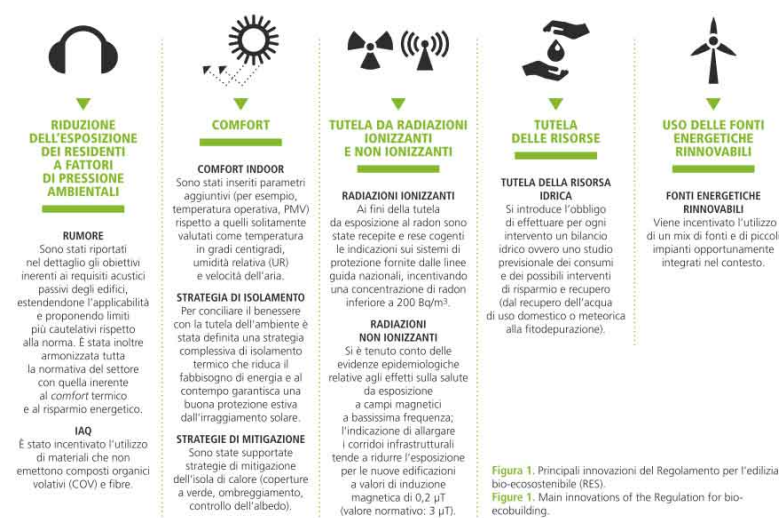 RIDUZIONE
DELL'ESPOSIZIONE
DEI RESIDENTI
A FATTORI
DI PRESSIONE
AMBIENTALI
RUMORE
Sono stati riportati
nel dettaglio gli obiettivi
inerenti ai requisiti acustici
passivi degli edifici,
estendendone l'applicabilità
e proponendo limiti
più cautelativi rispetto
alla norma. È stata inoltre
armonizzata tutta
la normativa del settore
con quella inerente
al comfort termico
e al risparmio energetico.
IAQ
È stato incentivato l'utilizzo
di materiali che non
emettono composti organici
volativi (COV) e fibre.
COMFORT
COMFORT INDOOR
Sono stati inseriti parametri
aggiuntivi (per esempio,
temperatura operativa, PMV)
rispetto a quelli solitamente
valutati come temperatura
in gradi centigradi,
umidità relativa (UR)
e velocità dell'aria.
STRATEGIA DI ISOLAMENTO
Per conciliare il benessere
con la tutela dell'ambiente è
stata definita una strategia
complessiva di isolamento
termico che riduca il
fabbisogno di energia e al
contempo garantisca una
buona protezione estiva
dall'irraggiamento solare.
STRATEGIE DI MITIGAZIONE
Sono state supportate
strategie di mitigazione
dell'isola di calore (coperture
a verde, ombreggiamento,
controllo dell'albedo).
TUTELA DA RADIAZIONI
IONIZZANTI
E NON IONIZZANTI
RADIAZIONI IONIZZANTI
Ai fini della tutela
da esposizione al radon sono
state recepite e rese cogenti
le indicazioni sui sistemi di
protezione fornite dalle linee
guida nazionali, incentivando
una concentrazione di radon
inferiore a 200 Bq/m³.
RADIAZIONI
NON IONIZZANTI
Si è tenuto conto delle
evidenze epidemiologiche
relative agli effetti sulla salute
da esposizione
a campi magnetici
a bassissima frequenza;
l'indicazione di allargare
i corridoi infrastrutturali
tende a ridurre l'esposizione
per le nuove edificazioni
a valori di induzione
magnetica di 0,2 µT
(valore normativo: 3 µT).
TUTELA
DELLE RISORSE
TUTELA DELLA RISORSA
IDRICA
Si introduce l'obbligo
di effettuare per ogni
intervento un bilancio
idrico ovvero uno studio
previsionale dei consumi
e dei possibili interventi
di risparmio e recupero
(dal recupero dell'acqua
di uso domestico o meteorica
alla fitodepurazione).
USO DELLE FONTI
ENERGETICHE
RINNOVABILI
FONTI ENERGETICHE
RINNOVABILI
Viene incentivato l'utilizzo
di un mix di fonti e di piccoli
impianti opportunamente
integrati nel contesto.
Figura 1. Principali innovazioni del Regolamento per l'edilizia
bio-ecosostenibile (RES).
Figure 1. Main innovations of the Regulation for bio-
ecobuilding.